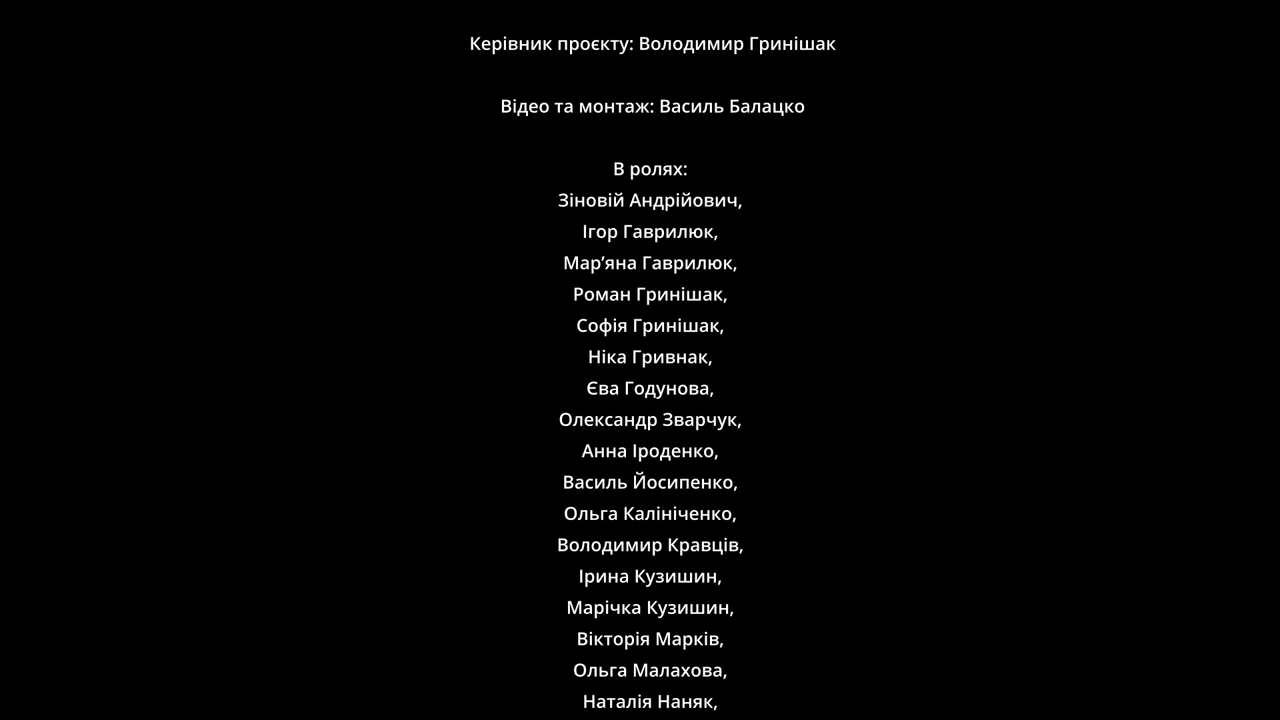 Керівник проєкту: Володимир Гринішак
Відео та монтаж: Василь Балацко
В ролях:
Зіновій Андрійович,
Ігор Гаврилюк,
Мар’яна Гаврилюк,
Роман Гринішак,
Софія Гринішак,
Ніка Гривнак,
Єва Годунова,
Олександр Зварчук,
Анна Іроденко,
Василь Йосипенко,
Ольга Калініченко,
Володимир Кравців,
Ірина Кузишин,
Марічка Кузишин,
Вікторія Марків,
Ольга Малахова,
Наталія Наняк,